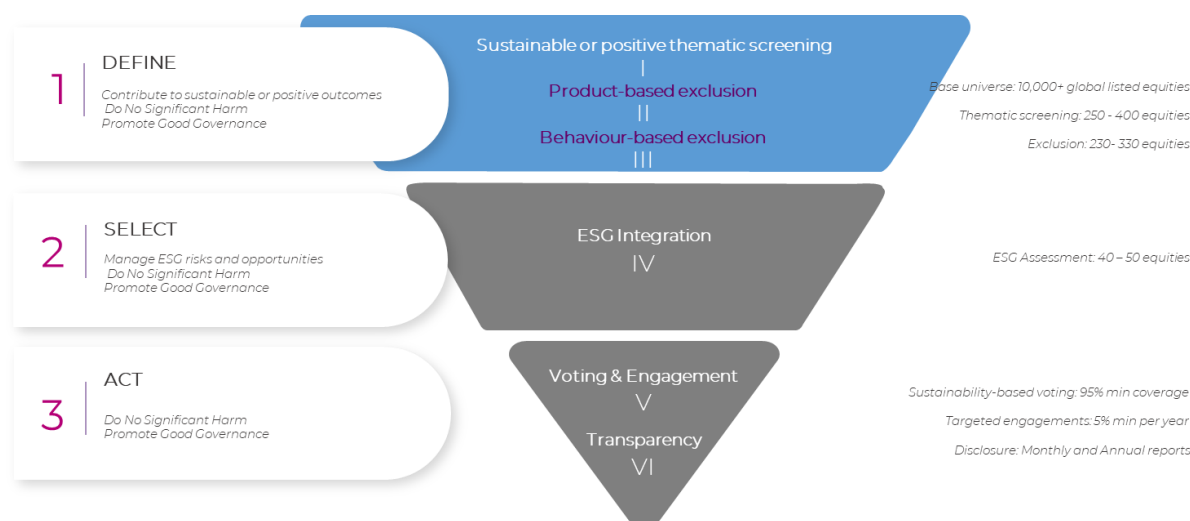 1
DEFINE
Contribute to sustainable or positive outcomes
Do No Significant Harm
Promote Good Governance
Sustainable or positive thematic screening
I
Product-based exclusion
II
Behaviour-based exclusion
III
Base universe: 10,000+ global listed equities
Thematic screening: 250 - 400 equities
Exclusion: 230- 330 equities
2
SELECT
Manage ESG risks and opportunities
Do No Significant Harm
Promote Good Governance
ESG Integration
IV
ESG Assessment: 40 – 50 equities
3
ACT
Do No Significant Harm
Promote Good Governance
Voting & Engagement
V
Transparency
VI
Sustainability-based voting: 95% min coverage
Targeted engagements: 5% min per year
Disclosure: Monthly and Annual reports